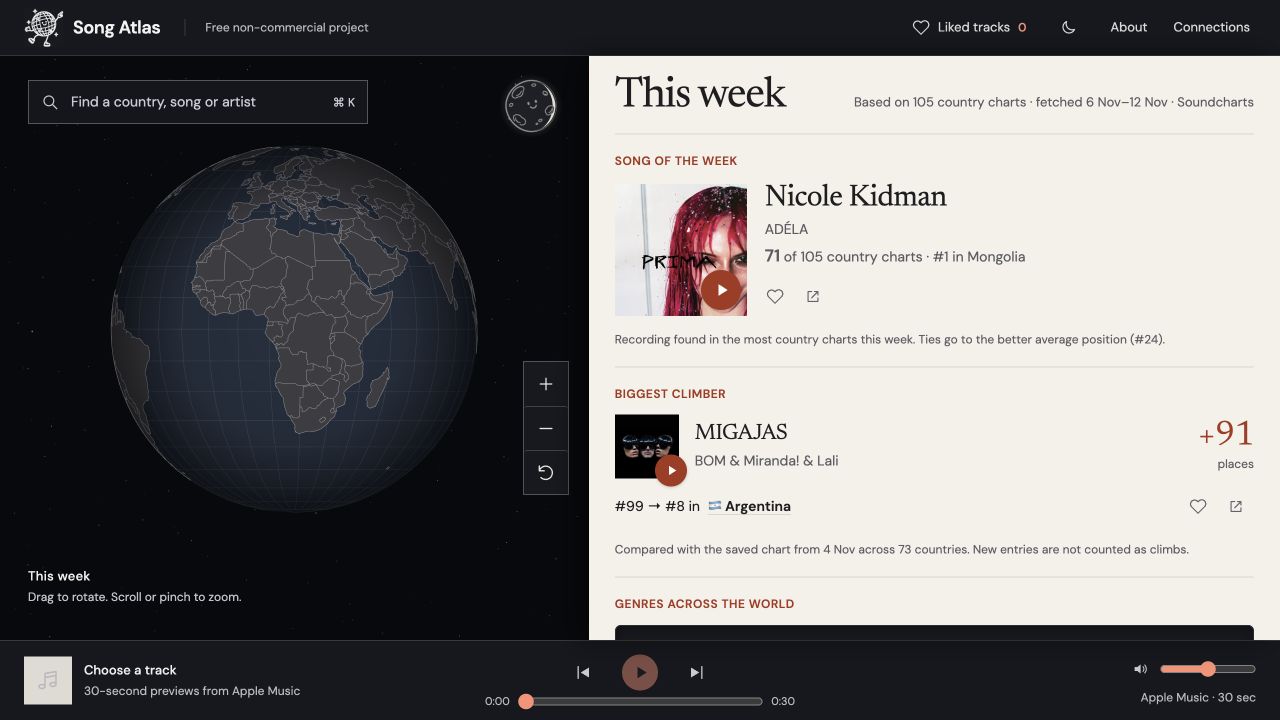 Song Atlas
Free non-commercial project
Liked tracks 0
About
Connections
Find a country, song or artist
⌘ K
This week
Drag to rotate. Scroll or pinch to zoom.
This week
Based on 105 country charts · fetched 6 Nov–12 Nov · Soundcharts
SONG OF THE WEEK
PRIMA
Nicole Kidman
ADÉLA
71 of 105 country charts · #1 in Mongolia
Recording found in the most country charts this week. Ties go to the better average position (#24).
BIGGEST CLIMBER
MIGAJAS
BOM & Miranda! & Lali
+91
places
#99 → #8 in Argentina
Compared with the saved chart from 4 Nov across 73 countries. New entries are not counted as climbs.
GENRES ACROSS THE WORLD
Choose a track
30-second previews from Apple Music
0:00
0:30
Apple Music · 30 sec